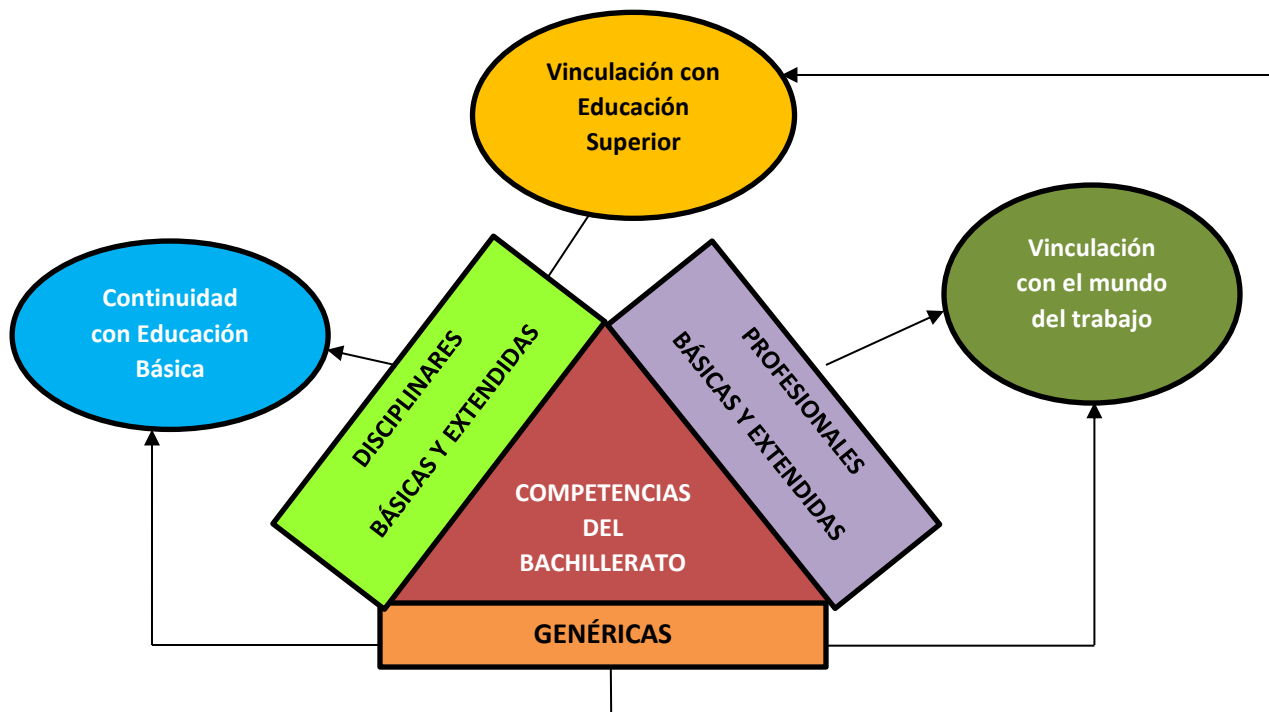 Vinculación con
Educación
Superior
Continuidad
con Educación
Básica
Vinculación
con el mundo
del trabajo
DISCIPLINARES
BÁSICAS Y EXTENDIDAS
PROFESIONALES
BÁSICAS Y EXTENDIDAS
COMPETENCIAS
DEL
BACHILLERATO
GENÉRICAS